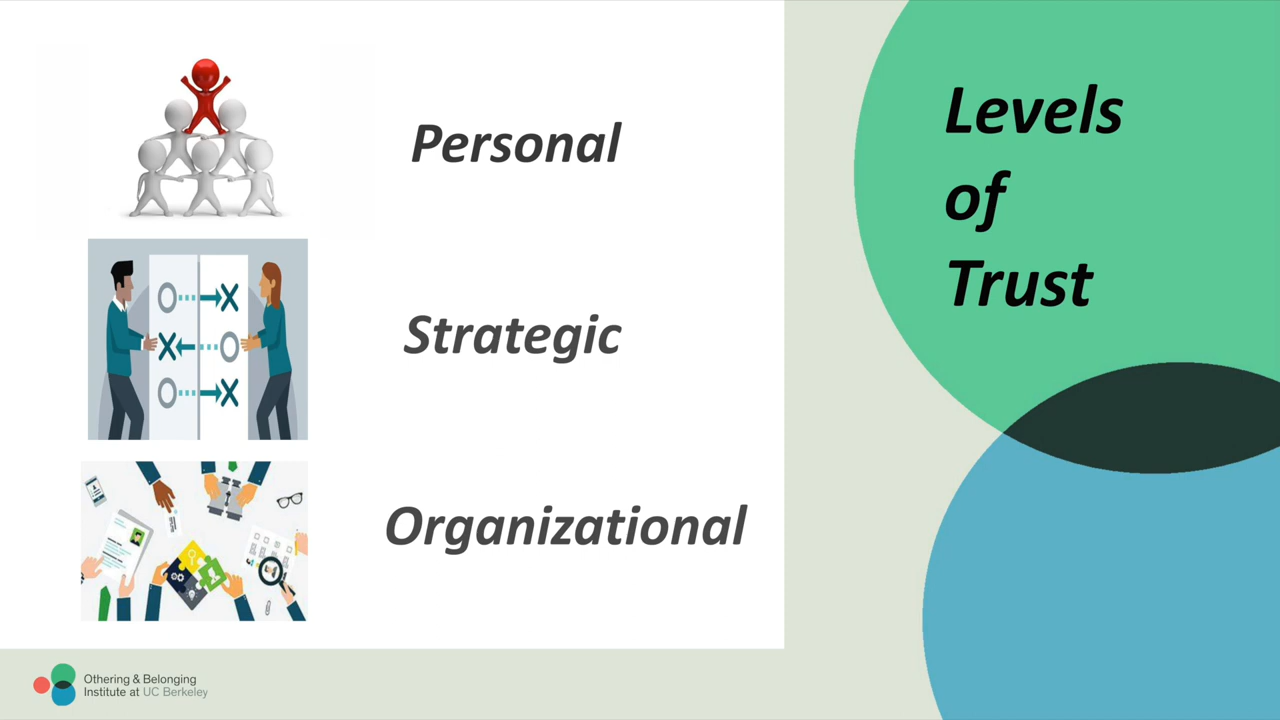 Levels
of
Trust
Personal
Strategic
Organizational
Othering & Belonging
Institute at UC Berkeley